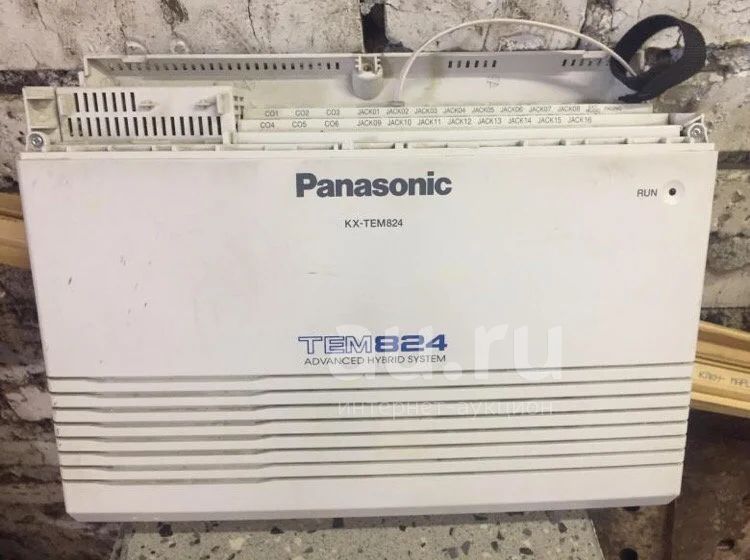 CO1 CO2 CO3 JACK01 JACK02 JACK03 JACK04 JACK05 JACK06 JACK07 JACK08 PAGING
CO4 CO5 CO6 JACK09 JACK10 JACK11 JACK12 JACK13 JACK14 JACK15 JACK16
Panasonic
RUN
KX-TEM824
TEM824
ADVANCED HYBRID SYSTEM
au.ru
интернет-аукцион